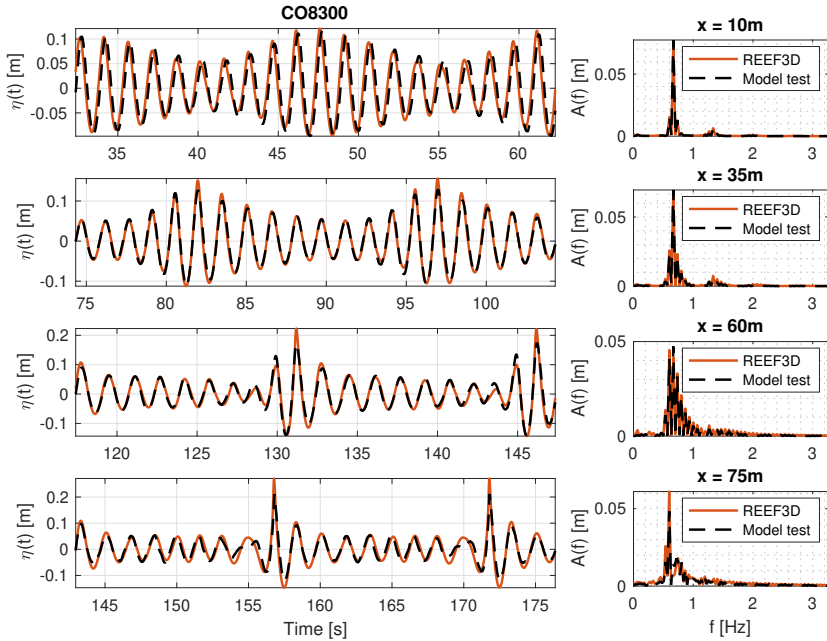 CO8300
η(t) [m]
0.1
0.05
0
-0.05
35 40 45 50 55 60
x = 10m
A(f) [m]
0.05
0
REEF3D
Model test
0 1 2 3
η(t) [m]
0.1
0
-0.1
75 80 85 90 95 100
x = 35m
A(f) [m]
0.05
0
REEF3D
Model test
0 1 2 3
η(t) [m]
0.2
0.1
0
-0.1
120 125 130 135 140 145
x = 60m
A(f) [m]
0.05
0
REEF3D
Model test
0 1 2 3
η(t) [m]
0.2
0.1
0
-0.1
145 150 155 160 165 170 175
Time [s]
x = 75m
A(f) [m]
0.05
0
REEF3D
Model test
0 1 2 3
f [Hz]